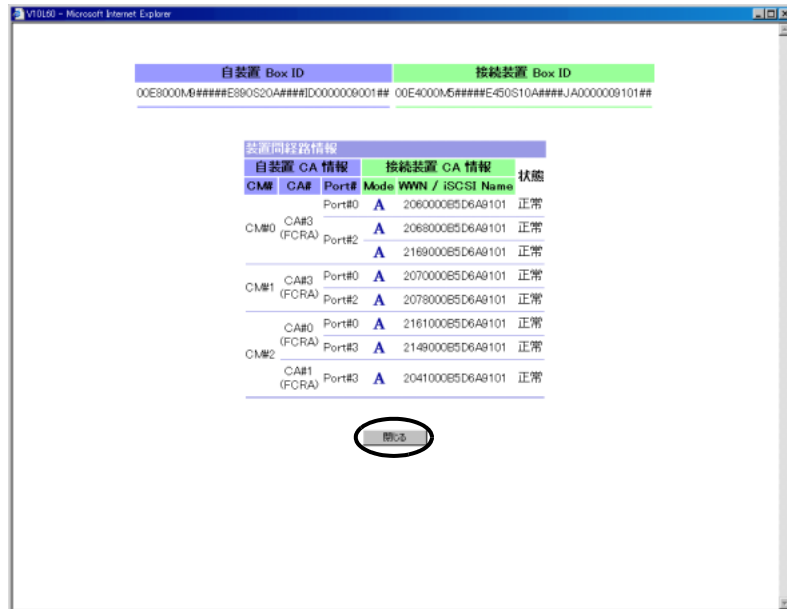 V10L60 - Microsoft Internet Explorer
自装置 Box ID 接続装置 Box ID
00E8000M9#####E890S20A####ID0000009001## 00E4000M5#####E450S10A####JA0000009101##
装置間経路情報
自装置 CA 情報 接続装置 CA 情報 状態
CM# CA# Port# Mode WWN / iSCSI Name
CM#0 CA#3 (FCRA) Port#0 A 2060000B5D6A9101 正常
Port#2 A 2068000B5D6A9101 正常
A 2169000B5D6A9101 正常
CM#1 CA#3 (FCRA) Port#0 A 2070000B5D6A9101 正常
Port#2 A 2078000B5D6A9101 正常
CM#2 CA#0 (FCRA) Port#0 A 2161000B5D6A9101 正常
Port#3 A 2149000B5D6A9101 正常
CA#1 (FCRA) Port#3 A 2041000B5D6A9101 正常
閉じる